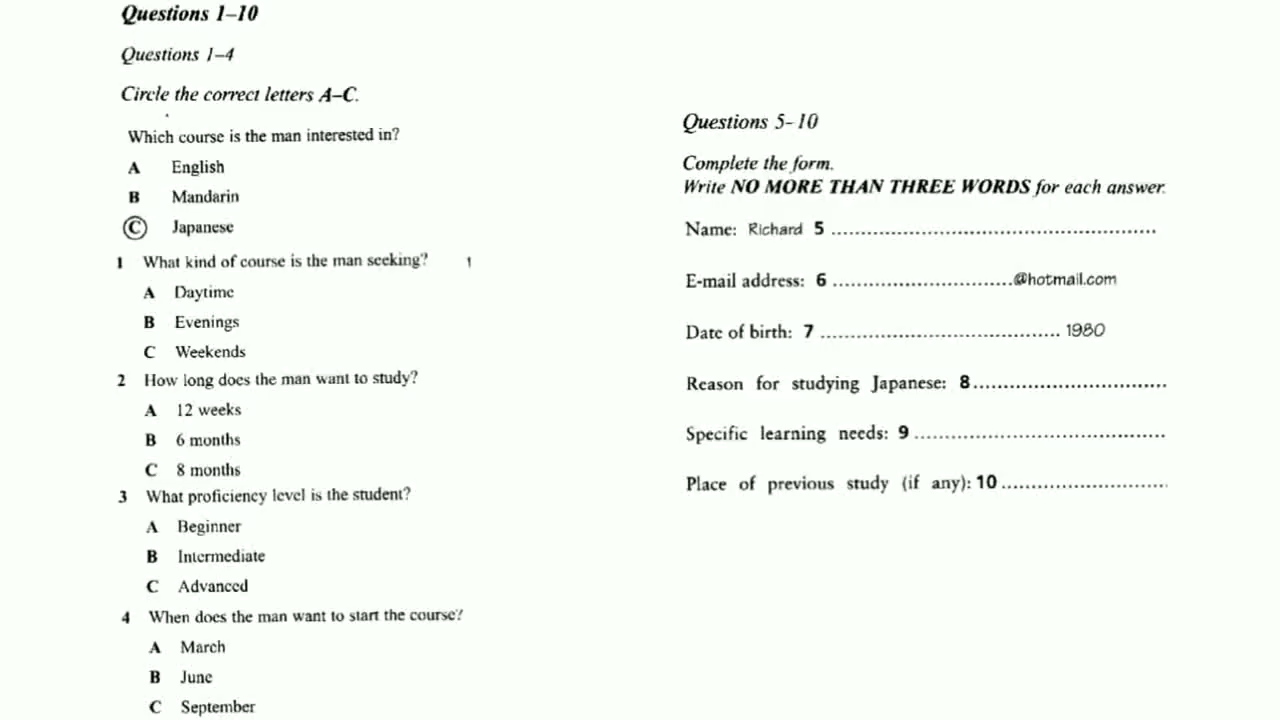 Questions 1–10
Questions 1–4
Circle the correct letters A–C.
Which course is the man interested in?
A English
B Mandarin
C Japanese
1 What kind of course is the man seeking?
A Daytime
B Evenings
C Weekends
2 How long does the man want to study?
A 12 weeks
B 6 months
C 8 months
3 What proficiency level is the student?
A Beginner
B Intermediate
C Advanced
4 When does the man want to start the course?
A March
B June
C September
Questions 5–10
Complete the form.
Write NO MORE THAN THREE WORDS for each answer.
Name: Richard 5 ..........................................................
E-mail address: 6 ................................@hotmail.com
Date of birth: 7 ........................................... 1980
Reason for studying Japanese: 8...................................
Specific learning needs: 9 .............................................
Place of previous study (if any): 10..............................